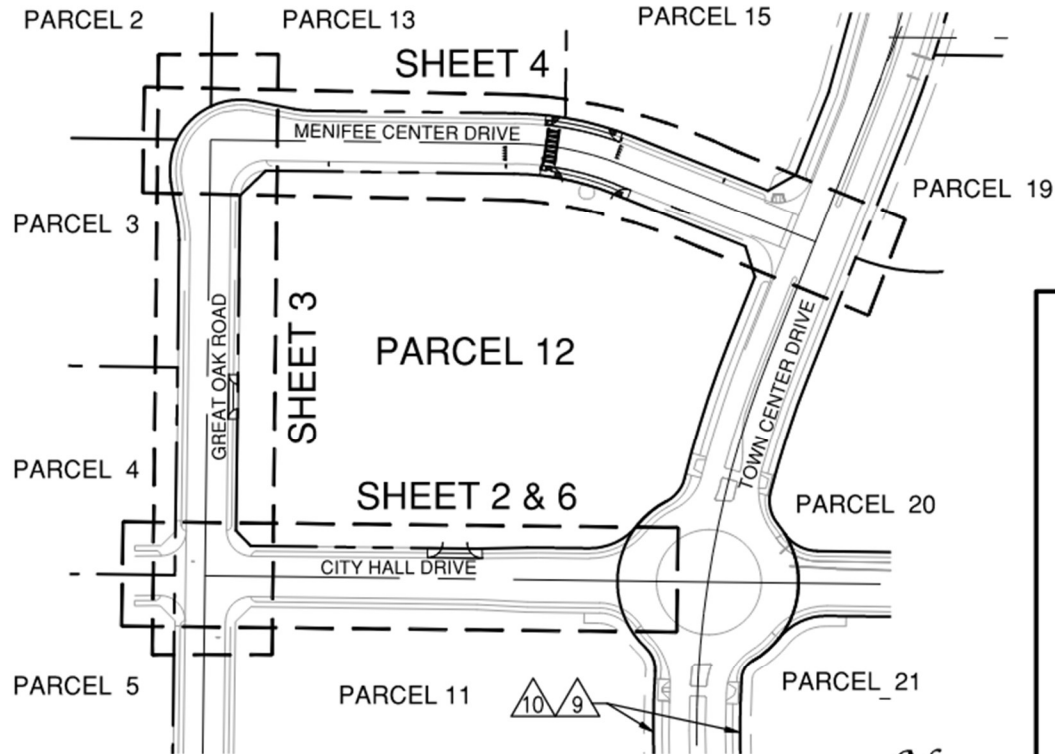 PARCEL 2
PARCEL 13
PARCEL 15
SHEET 4
MENIFEE CENTER DRIVE
PARCEL 19
PARCEL 3
SHEET 3
GREAT OAK ROAD
PARCEL 12
TOWN CENTER DRIVE
PARCEL 4
SHEET 2 & 6
PARCEL 20
CITY HALL DRIVE
PARCEL 5
PARCEL 11
10 9
PARCEL 21